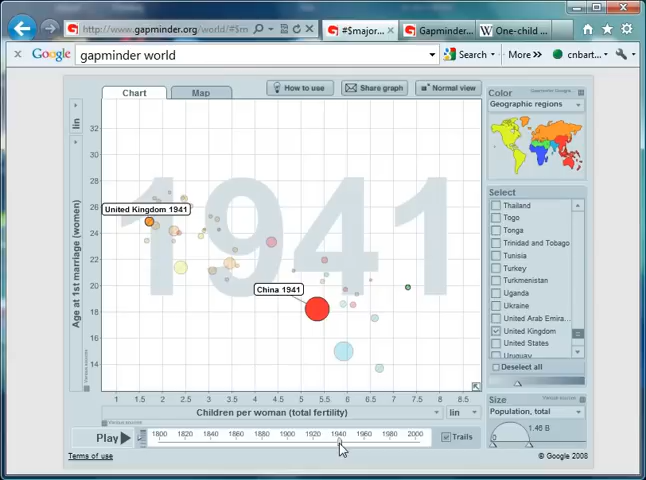 http://www.gapminder.org/world/#$m
#$major...
Gapminder...
One-child ...
Google
gapminder world
Search
More »
cnbart...
Chart
Map
How to use
Share graph
Normal view
Color
Geographic regions
lin
Age at 1st marriage (women)
1941
32
30
28
26
24
22
20
18
16
14
United Kingdom 1941
China 1941
1
1.5
2
2.5
3
3.5
4
4.5
5
5.5
6
6.5
7
7.5
8
8.5
Children per woman (total fertility)
lin
Select
Thailand
Togo
Tonga
Trinidad and Tobago
Tunisia
Turkey
Turkmenistan
Uganda
Ukraine
United Arab Emira...
United Kingdom
United States
Uruguay
Deselect all
Size
Population, total
1.46 B
0
Play
1800 1820 1840 1860 1880 1900 1920 1940 1960 1980 2000
Trails
Terms of use
© Google 2008